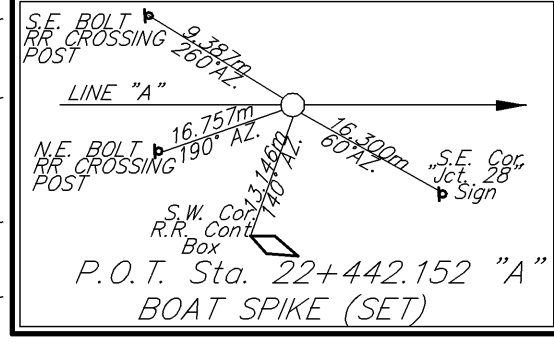 S.E. BOLT
RR CROSSING
POST
9.387m
260°AZ.
LINE "A"
16.757m
190° AZ.
N.E. BOLT
RR CROSSING
POST
16.300m
60°AZ.
"S.E. Cor.
Jct. 28"
Sign
13.146m
140° AZ.
S.W. Cor.
R.R. Cont
Box
P.O.T. Sta. 22+442.152 "A"
BOAT SPIKE (SET)